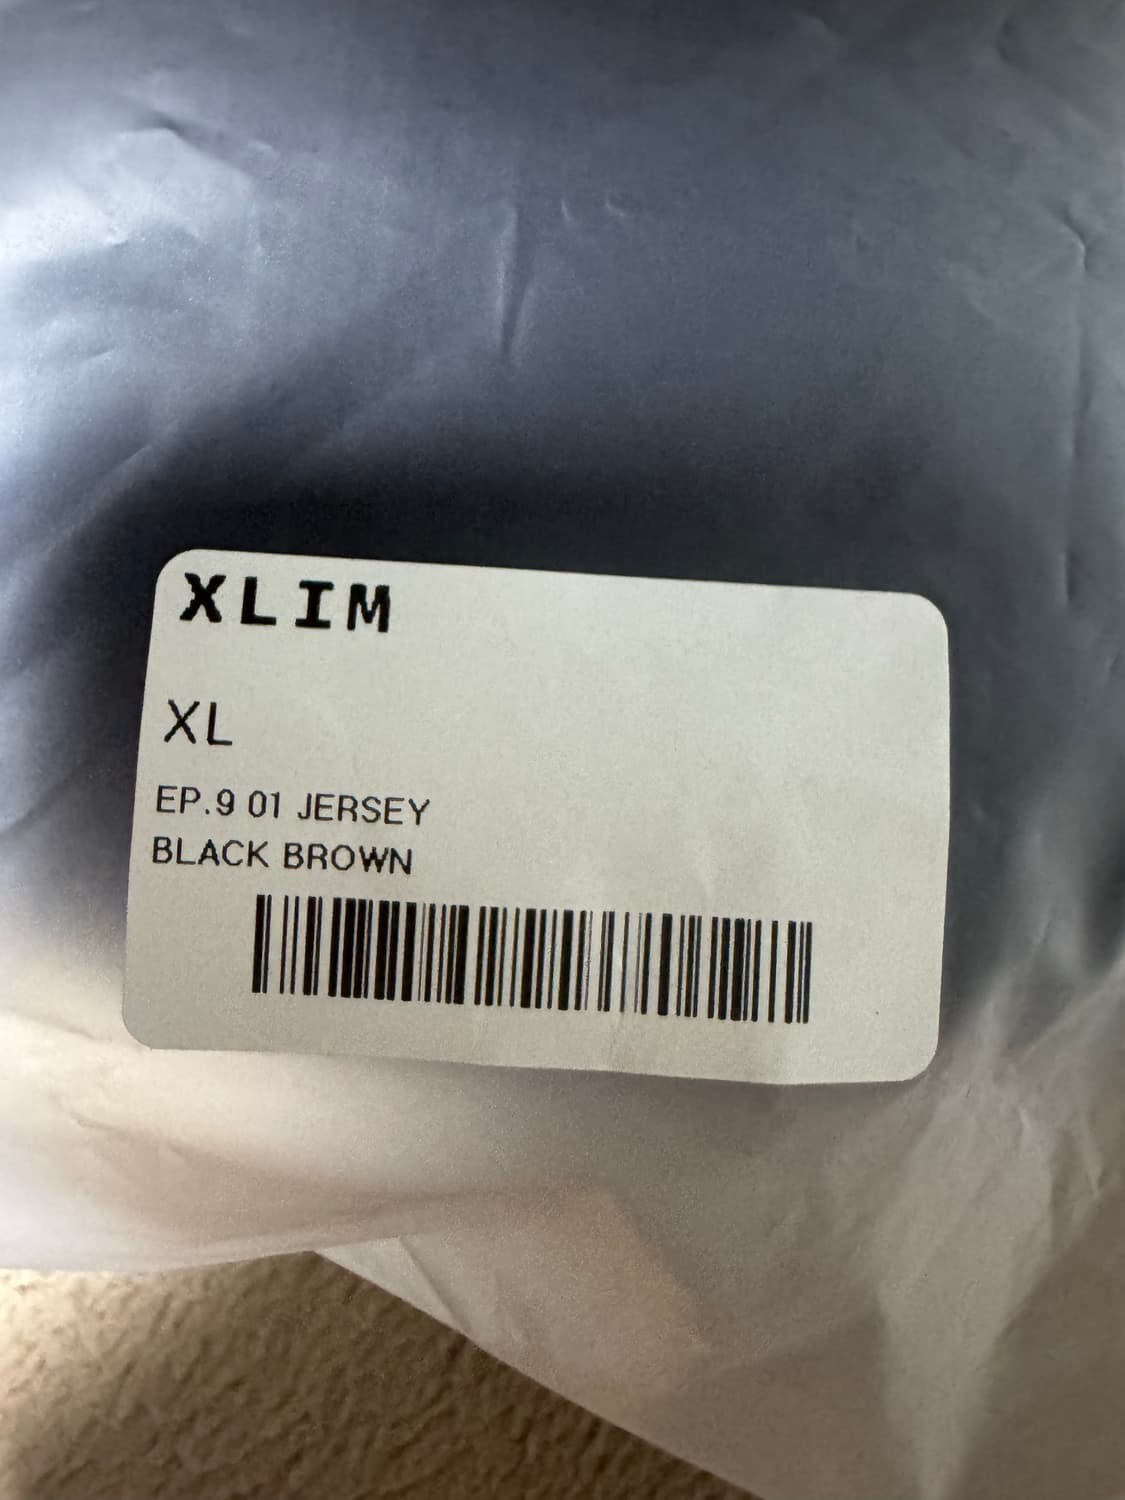 XLIM
XL
EP.9 01 JERSEY
BLACK BROWN